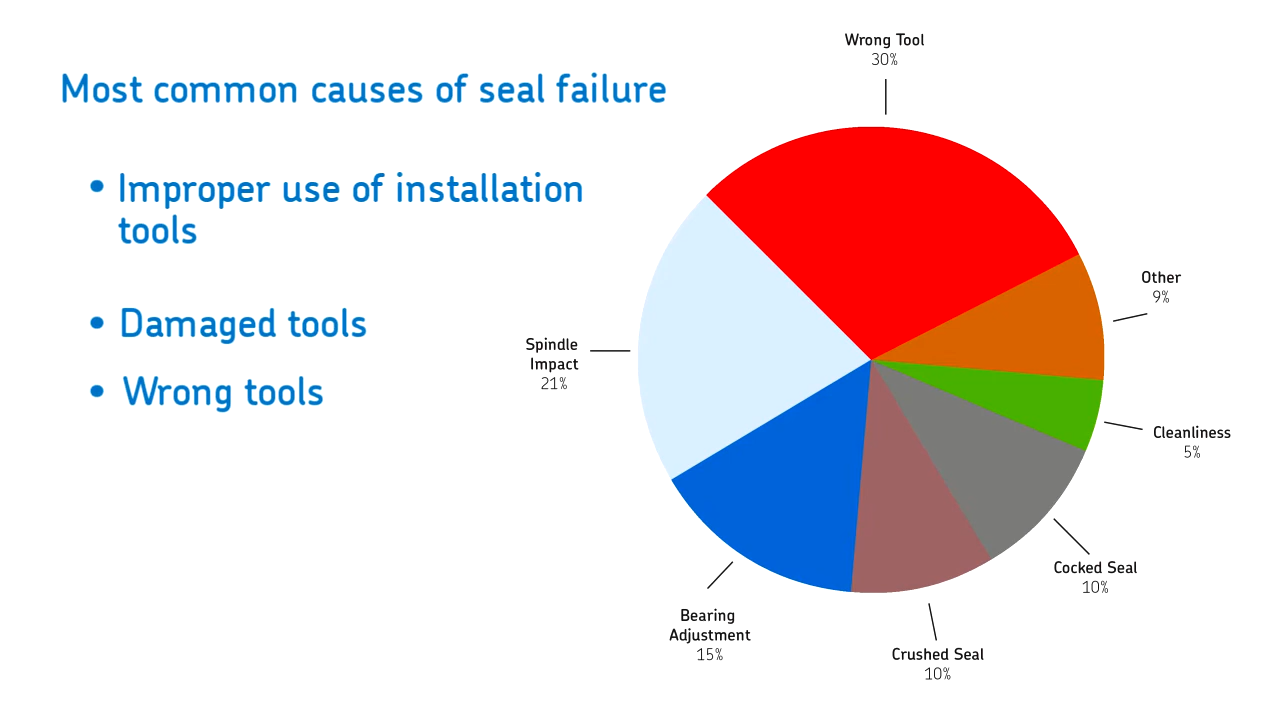 Most common causes of seal failure
• Improper use of installation
tools
• Damaged tools
• Wrong tools
Wrong Tool
30%
Other
9%
Cleanliness
5%
Cocked Seal
10%
Crushed Seal
10%
Bearing
Adjustment
15%
Spindle
Impact
21%